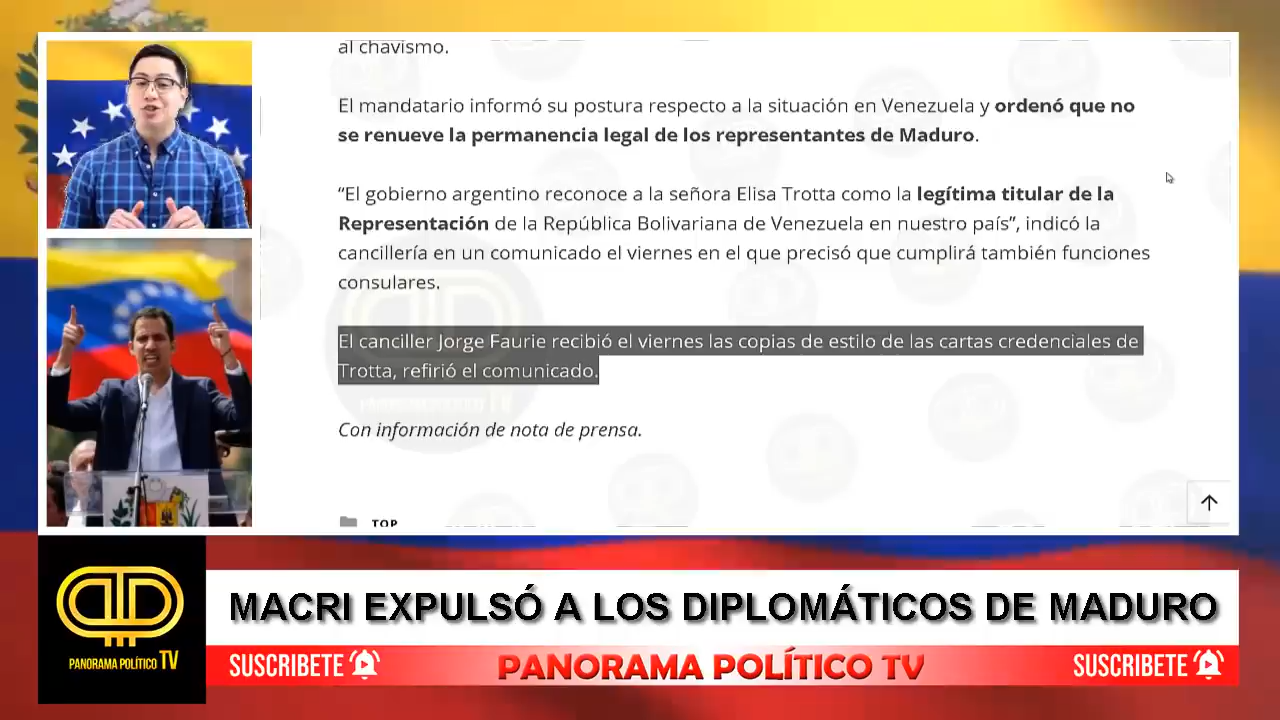 al chavismo.
El mandatario informó su postura respecto a la situación en Venezuela y ordenó que no
se renueve la permanencia legal de los representantes de Maduro.
“El gobierno argentino reconoce a la señora Elisa Trotta como la legítima titular de la
Representación de la República Bolivariana de Venezuela en nuestro país”, indicó la
cancillería en un comunicado el viernes en el que precisó que cumplirá también funciones
consulares.
El canciller Jorge Faurie recibió el viernes las copias de estilo de las cartas credenciales de
Trotta, refirió el comunicado.
Con información de nota de prensa.
TOP
MACRI EXPULSÓ A LOS DIPLOMÁTICOS DE MADURO
PANORAMA POLÍTICO TV
SUSCRIBETE
PANORAMA POLÍTICO TV
SUSCRIBETE